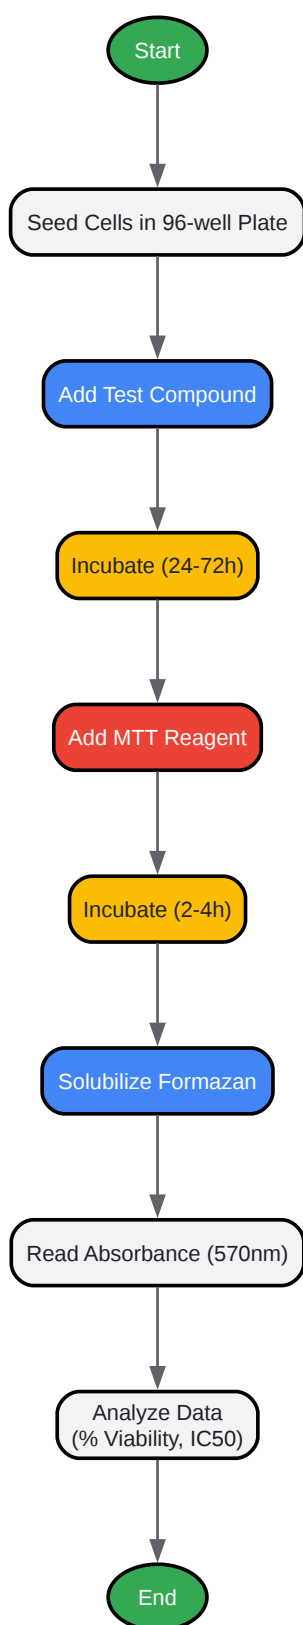 Start
Seed Cells in 96-well Plate
Add Test Compound
Incubate (24-72h)
Add MTT Reagent
Incubate (2-4h)
Solubilize Formazan
Read Absorbance (570nm)
Analyze Data
(% Viability, IC50)
End